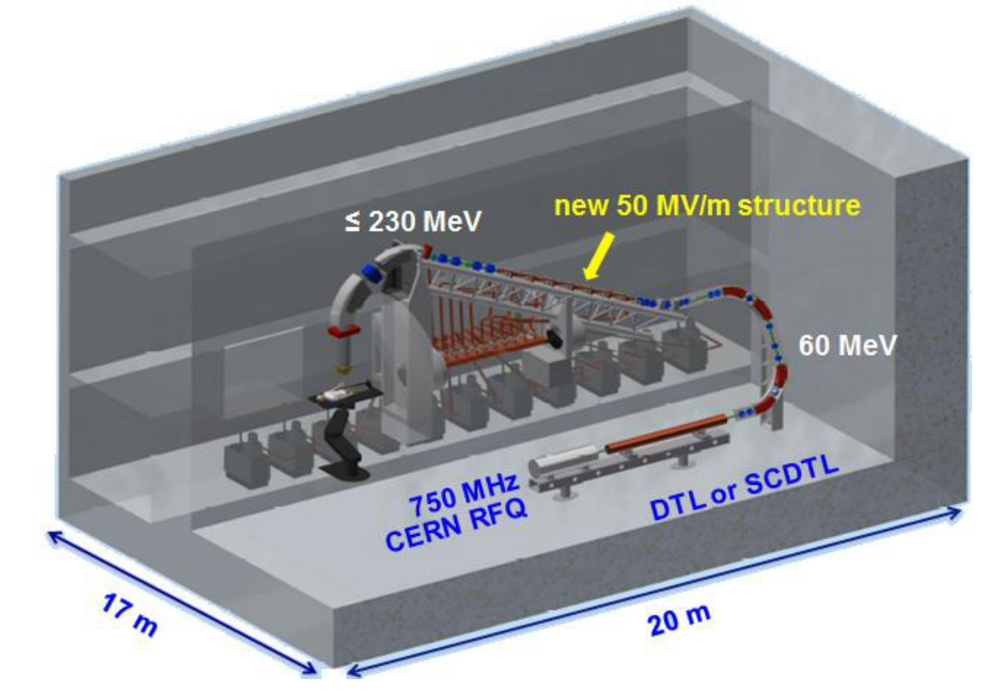 new 50 MV/m structure
≤ 230 MeV
60 MeV
750 MHz
CERN RFQ
DTL or SCDTL
17 m
20 m